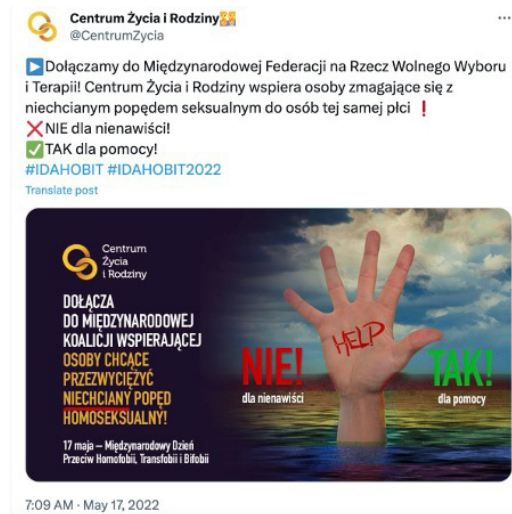 Centrum Życia i Rodziny
@CentrumZycia
Dołączamy do Międzynarodowej Federacji na Rzecz Wolnego Wyboru
i Terapii! Centrum Życia i Rodziny wspiera osoby zmagające się z
niechcianym popędem seksualnym do osób tej samej płci ❗
❌NIE dla nienawiści!
✅TAK dla pomocy!
#IDAHOBIT #IDAHOBIT2022
Translate post
Centrum
Życia
i Rodziny
DOŁĄCZA
DO MIĘDZYNARODOWEJ
KOALICJI WSPIERAJĄCEJ
OSOBY CHCĄCE
PRZEZWYCIĘŻYĆ
NIECHCIANY POPĘD
HOMOSEKSUALNY!
17 maja – Międzynarodowy Dzień
Przeciw Homofobii, Transfobii i Bifobii
HELP
NIE!
dla nienawiści
TAK!
dla pomocy
7:09 AM · May 17, 2022